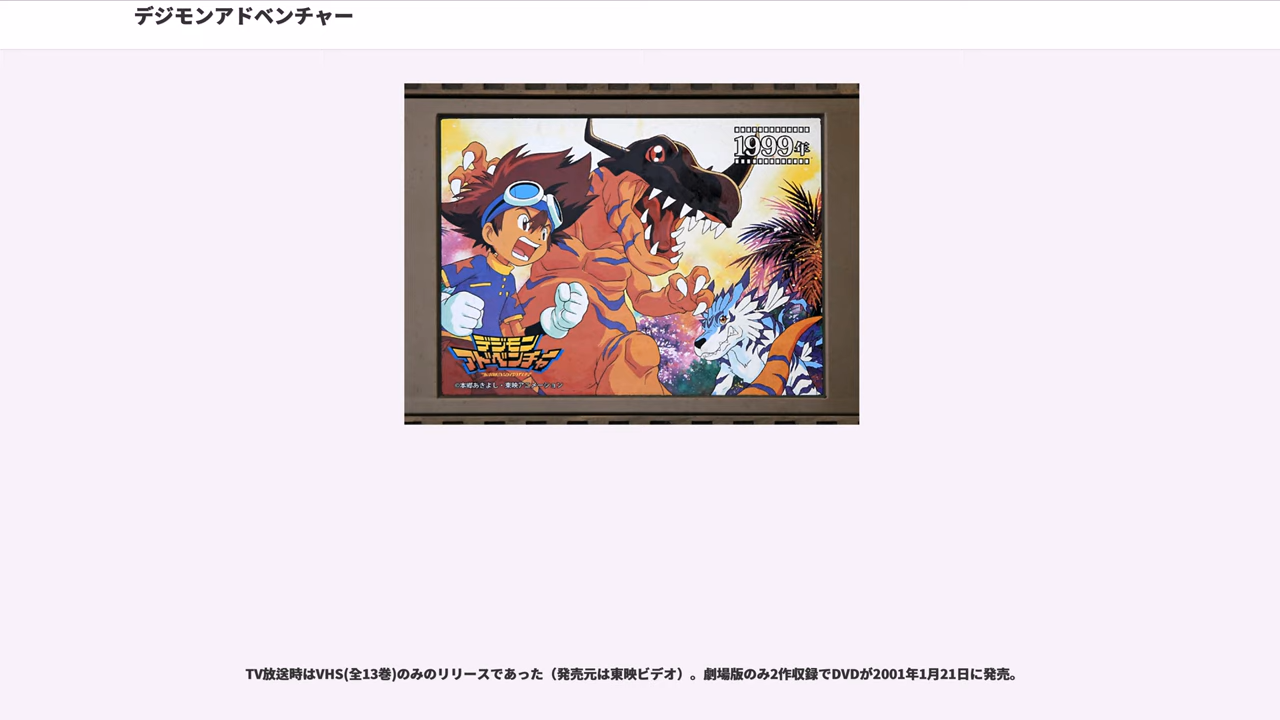 デジモンアドベンチャー
1999年
デジモン
アドベンチャー
©本郷あきよし・東映アニメーション
TV放送時はVHS(全13巻)のみのリリースであった（発売元は東映ビデオ）。劇場版のみ2作収録でDVDが2001年1月21日に発売。